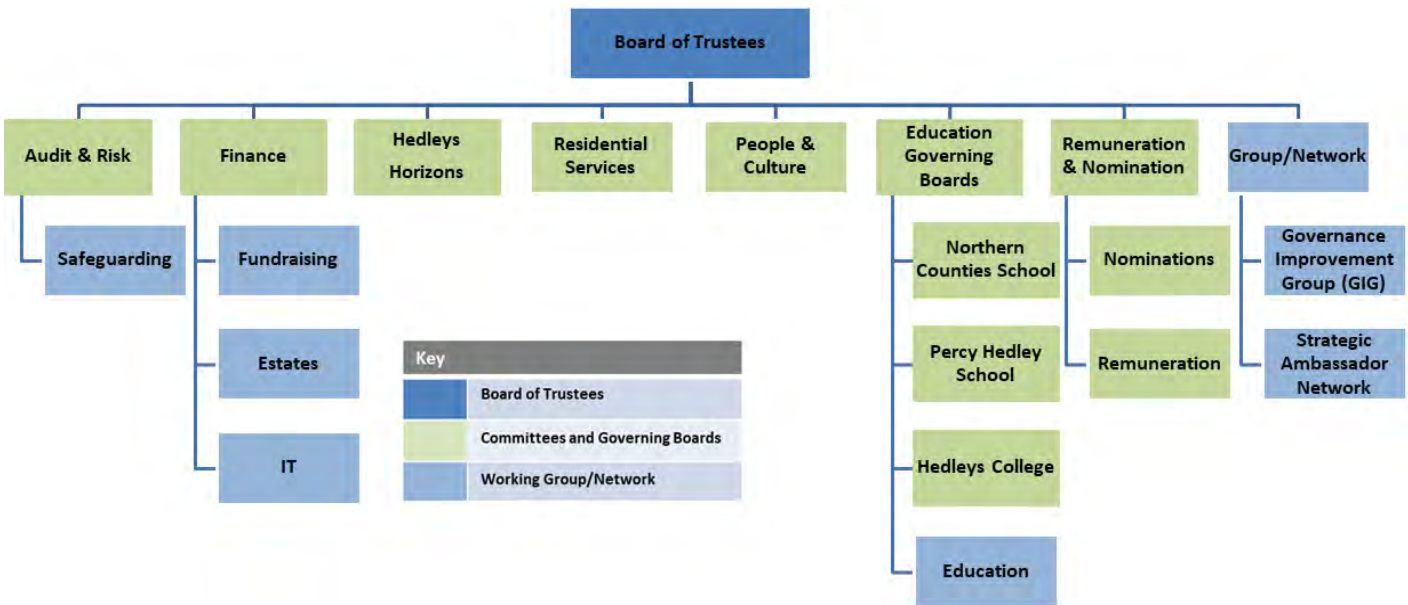 Board of Trustees
Audit & Risk
Finance
Hedleys
Horizons
Residential
Services
People &
Culture
Education
Governing
Boards
Remuneration
& Nomination
Group/Network
Safeguarding
Fundraising
Estates
IT
Northern
Counties School
Percy Hedley
School
Hedleys College
Education
Nominations
Remuneration
Governance
Improvement
Group (GIG)
Strategic
Ambassador
Network
Key
Board of Trustees
Committees and Governing Boards
Working Group/Network